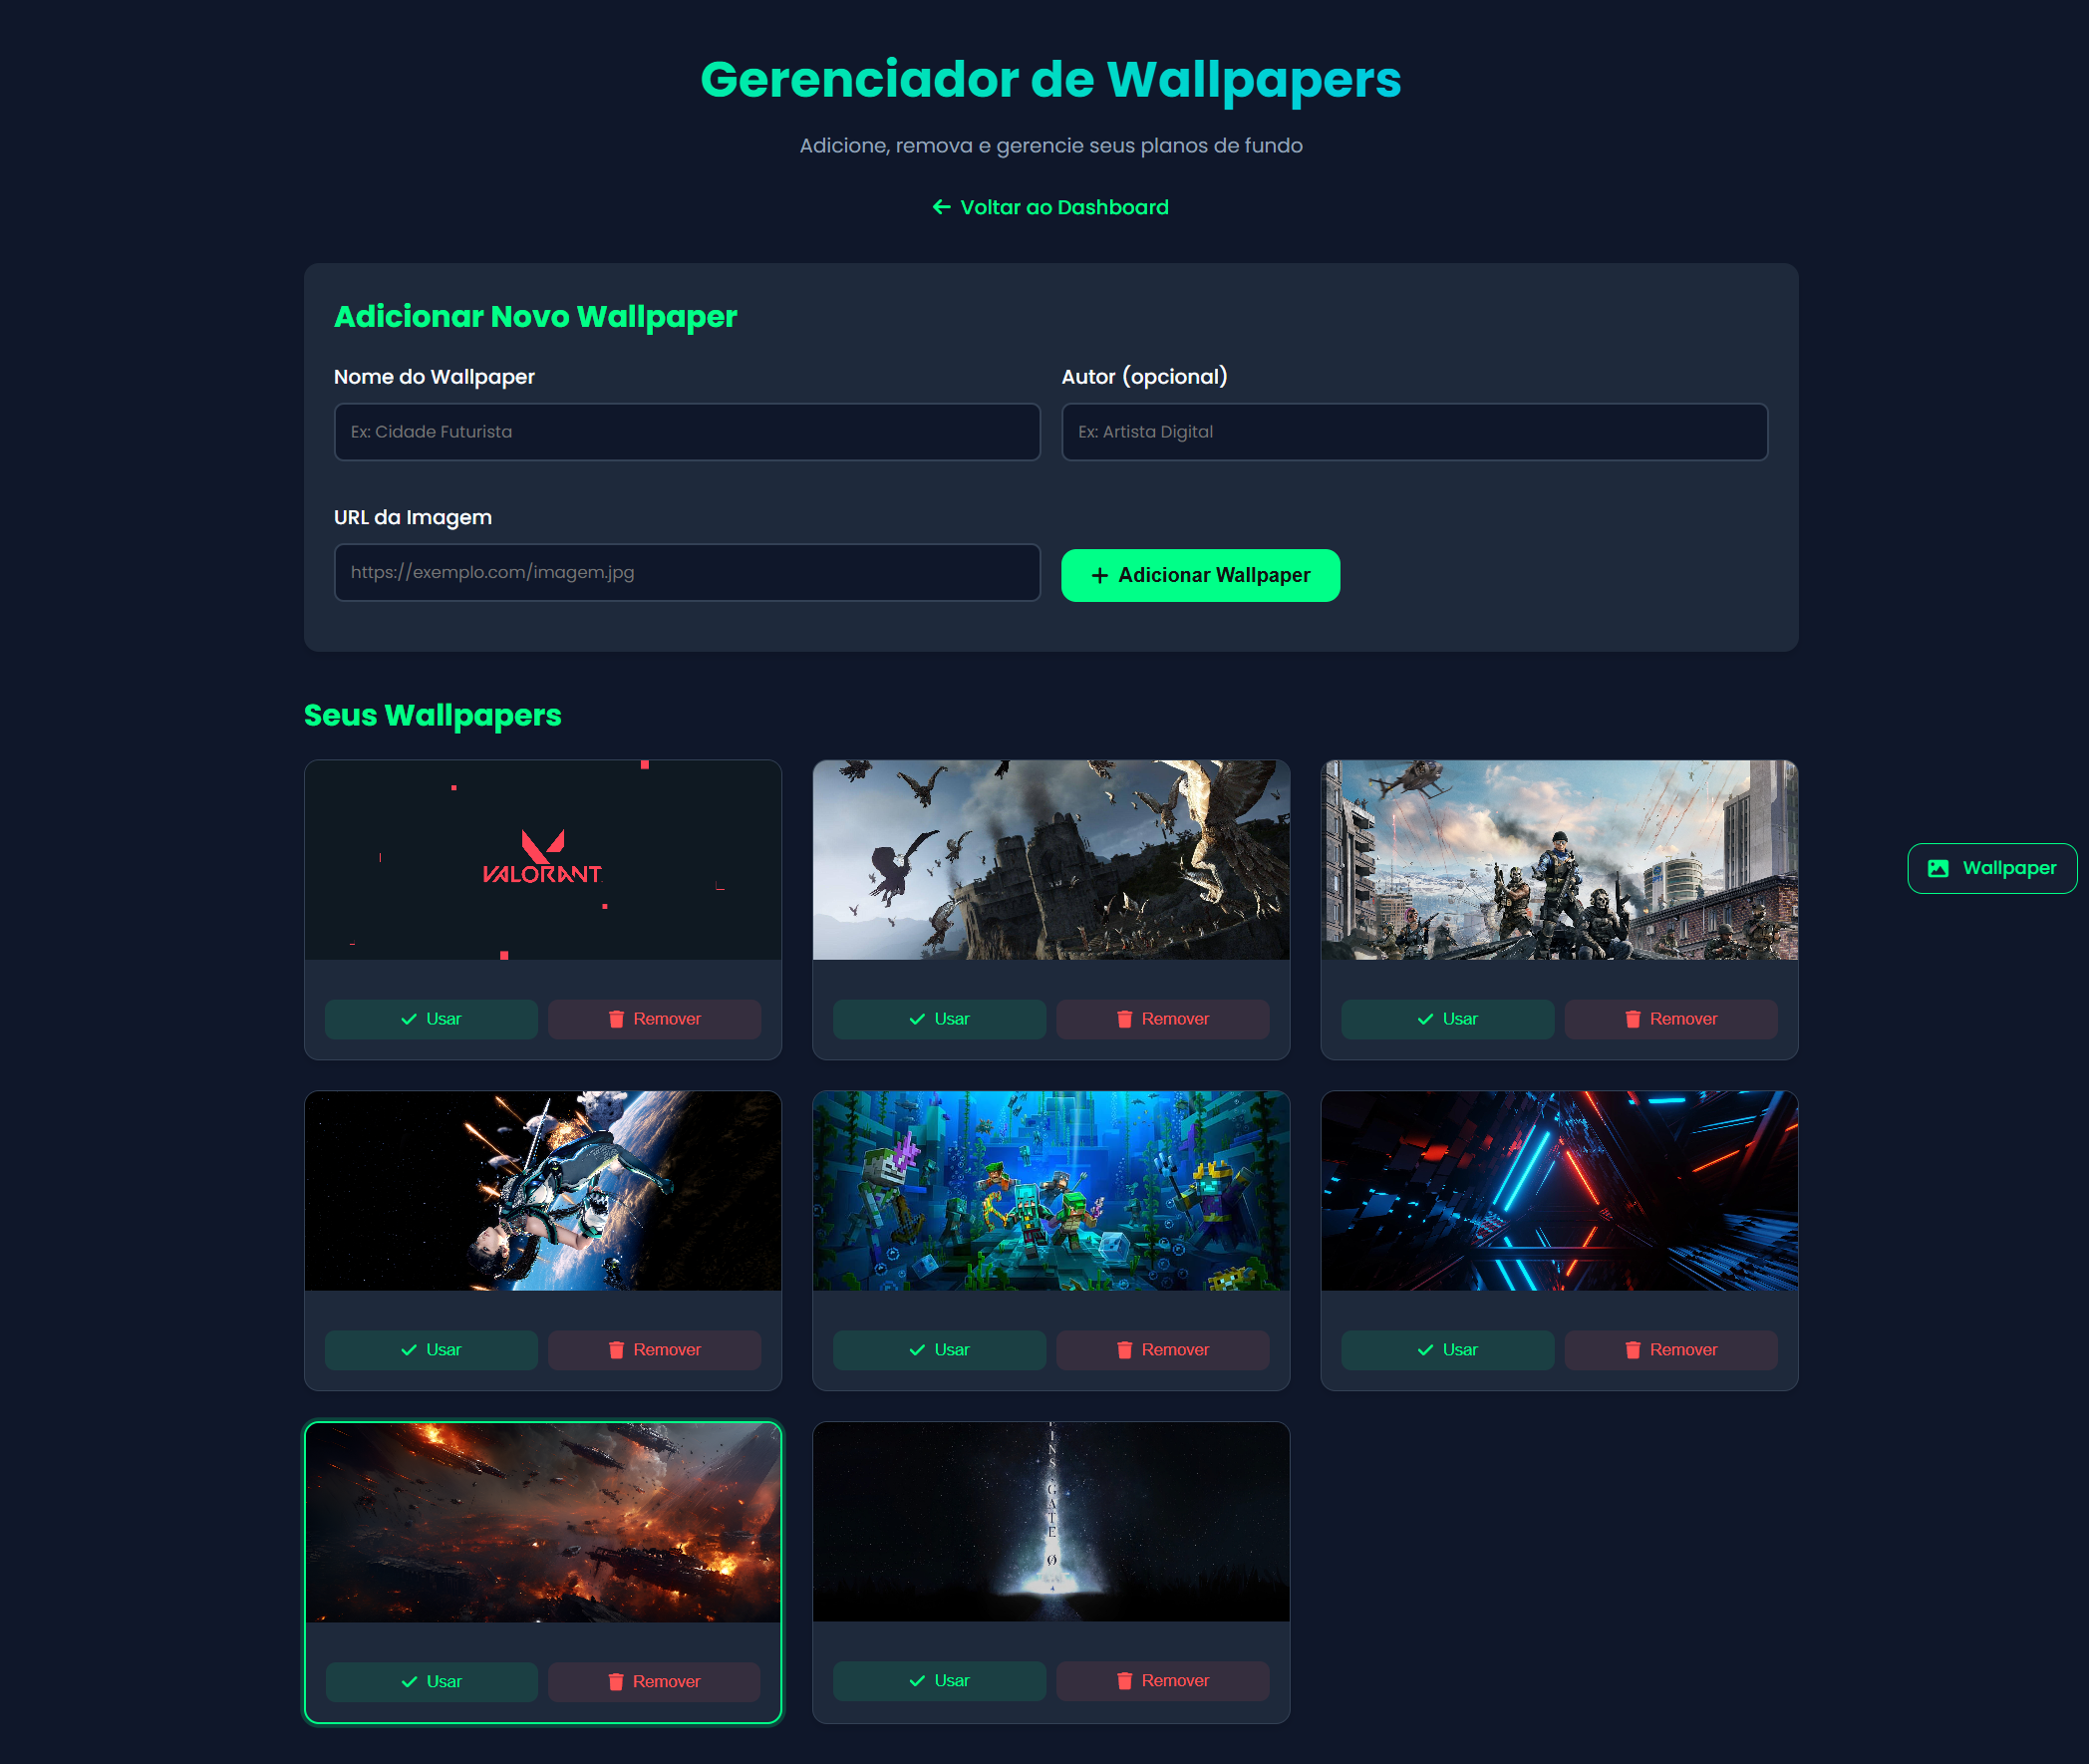 Gerenciador de Wallpapers
Adicione, remova e gerencie seus planos de fundo
Voltar ao Dashboard
Adicionar Novo Wallpaper
Nome do Wallpaper
Autor (opcional)
Ex: Cidade Futurista
Ex: Artista Digital
URL da Imagem
https://exemplo.com/imagem.jpg
Adicionar Wallpaper
Seus Wallpapers
VALORANT
Wallpaper
Usar
Remover
Usar
Remover
Usar
Remover
Usar
Remover
Usar
Remover
Usar
Remover
INS;GATE Ø
Usar
Remover
Usar
Remover